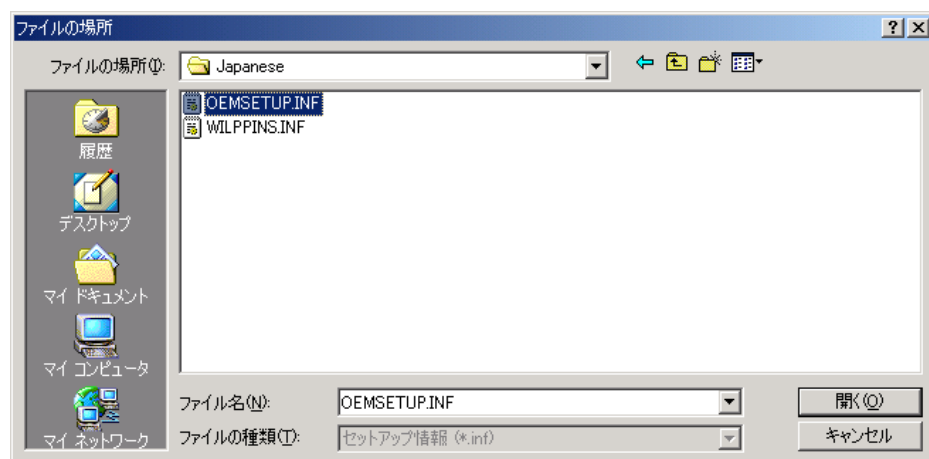 ファイルの場所
ファイルの場所(I):
Japanese
OEMSETUP.INF
WILPPINS.INF
履歴
デスクトップ
マイ ドキュメント
マイ コンピュータ
マイ ネットワーク
ファイル名(N):
OEMSETUP.INF
開く(O)
ファイルの種類(T):
セットアップ情報 (*.inf)
キャンセル